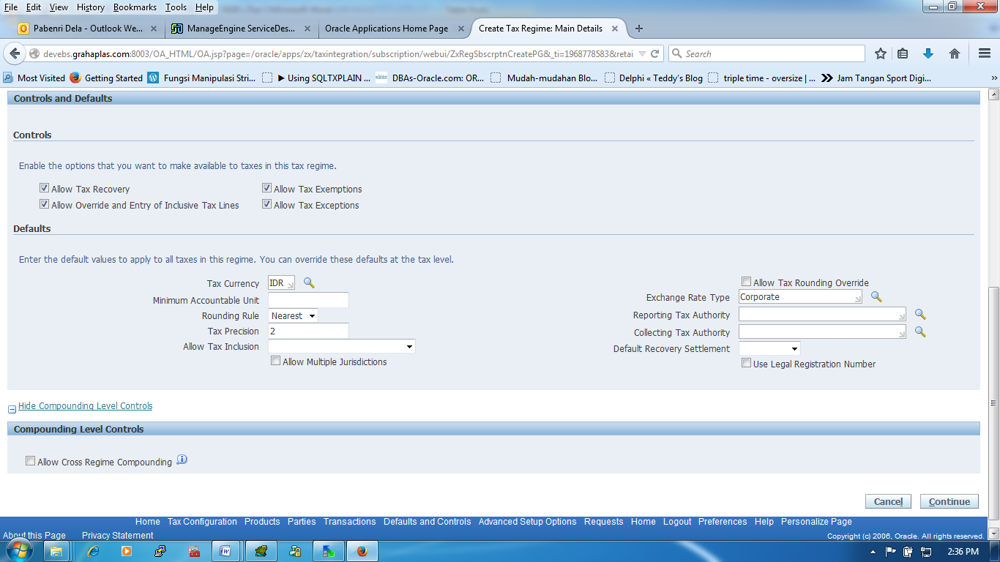 File Edit View History Bookmarks Tools Help
Pabenri Dela - Outlook We... × ManageEngine ServiceDes... × Oracle Applications Home Page × Create Tax Regime: Main Details × +
devebs.grahaplas.com:8003/OA_HTML/OA.jsp?page=/oracle/apps/zx/taxintegration/subscription/webui/ZxRegSbscrptnCreatePG&_ti=1968778583&retai Search
Most Visited Getting Started Fungsi Manipulasi Stri... ► Using SQLTXPLAIN ... DBAs-Oracle.com: OR... Mudah-mudahan Blo... Delphi « Teddy's Blog triple time - oversize | ... Jam Tangan Sport Digi... »
Controls and Defaults
Controls
Enable the options that you want to make available to taxes in this tax regime.
Allow Tax Recovery Allow Tax Exemptions
Allow Override and Entry of Inclusive Tax Lines Allow Tax Exceptions
Defaults
Enter the default values to apply to all taxes in this regime. You can override these defaults at the tax level.
Tax Currency IDR Allow Tax Rounding Override
Minimum Accountable Unit Exchange Rate Type Corporate
Rounding Rule Nearest Reporting Tax Authority
Tax Precision 2 Collecting Tax Authority
Allow Tax Inclusion Default Recovery Settlement
Allow Multiple Jurisdictions Use Legal Registration Number
Hide Compounding Level Controls
Compounding Level Controls
Allow Cross Regime Compounding
Cancel Continue
Home Tax Configuration Products Parties Transactions Defaults and Controls Advanced Setup Options Requests Home Logout Preferences Help Personalize Page
About this Page Privacy Statement Copyright (c) 2006, Oracle. All rights reserved.
2:36 PM